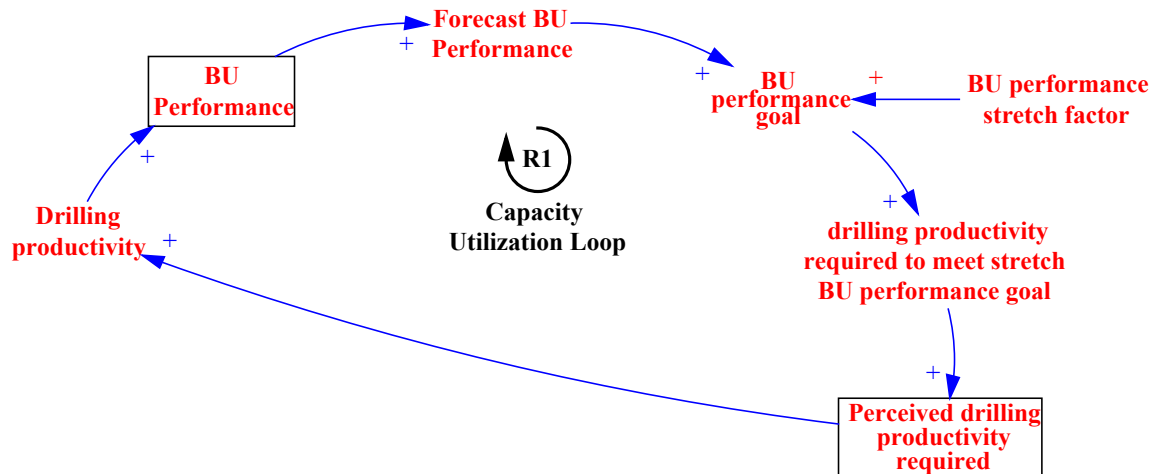 Forecast BU
Performance
+
BU
Performance
+
BU
performance
goal
+
BU performance
stretch factor
R1
+
Capacity
Utilization Loop
+
Drilling
productivity
+
drilling productivity
required to meet stretch
BU performance goal
+
Perceived drilling
productivity
required